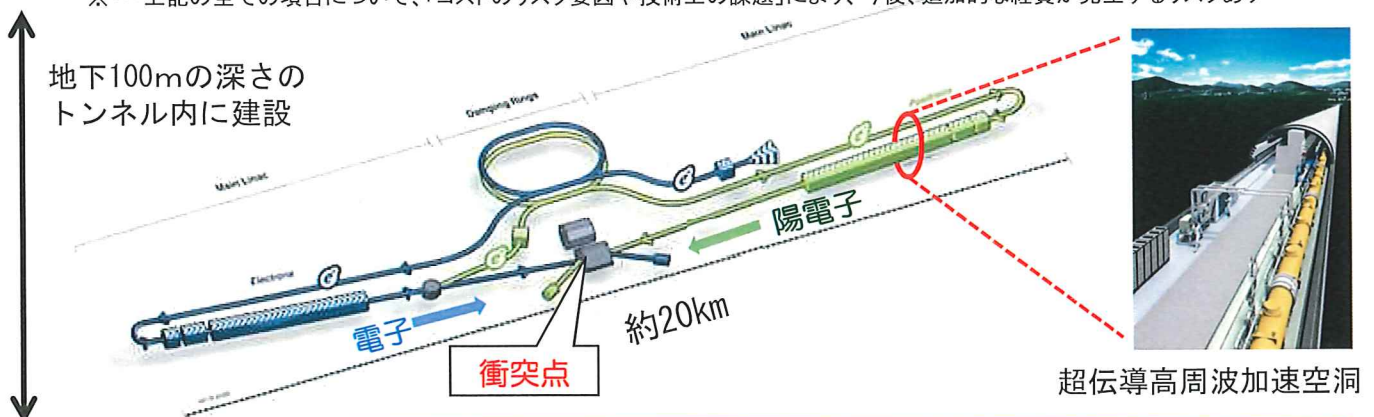 地下100mの深さの
トンネル内に建設
Main Linac
Damping Rings
Main Linac
Electrons
電子
衝突点
陽電子
約20km
超伝導高周波加速空洞